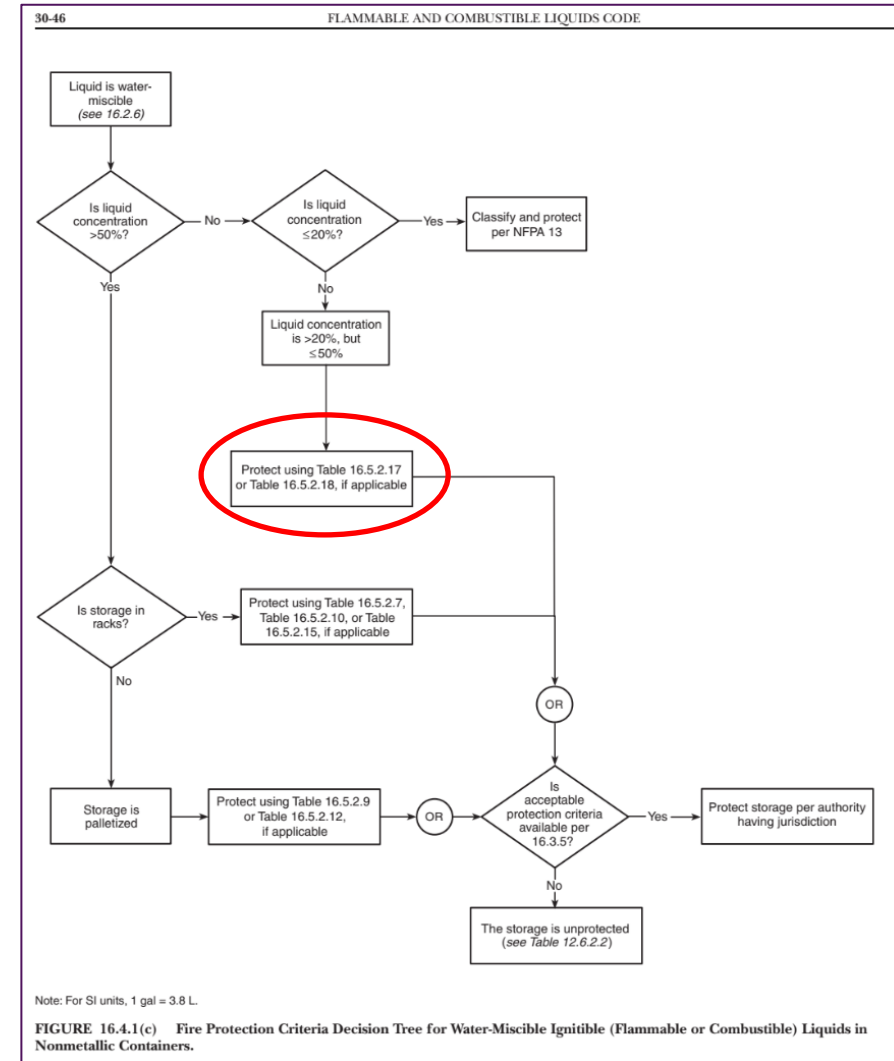 30-46
FLAMMABLE AND COMBUSTIBLE LIQUIDS CODE
Liquid is water-
miscible
(see 16.2.6)
Is liquid
concentration
>50%?
No
Is liquid
concentration
≤20%?
Yes
Classify and protect
per NFPA 13
Yes
No
Liquid concentration
is >20%, but
≤50%
Protect using Table 16.5.2.17
or Table 16.5.2.18, if applicable
Is storage in
racks?
Yes
Protect using Table 16.5.2.7,
Table 16.5.2.10, or Table
16.5.2.15, if applicable
No
OR
Storage is
palletized
Protect using Table 16.5.2.9
or Table 16.5.2.12,
if applicable
OR
Is
acceptable
protection criteria
available per
16.3.5?
Yes
Protect storage per authority
having jurisdiction
No
The storage is unprotected
(see Table 12.6.2.2)
Note: For SI units, 1 gal = 3.8 L.
FIGURE 16.4.1(c) Fire Protection Criteria Decision Tree for Water-Miscible Ignitible (Flammable or Combustible) Liquids in
Nonmetallic Containers.